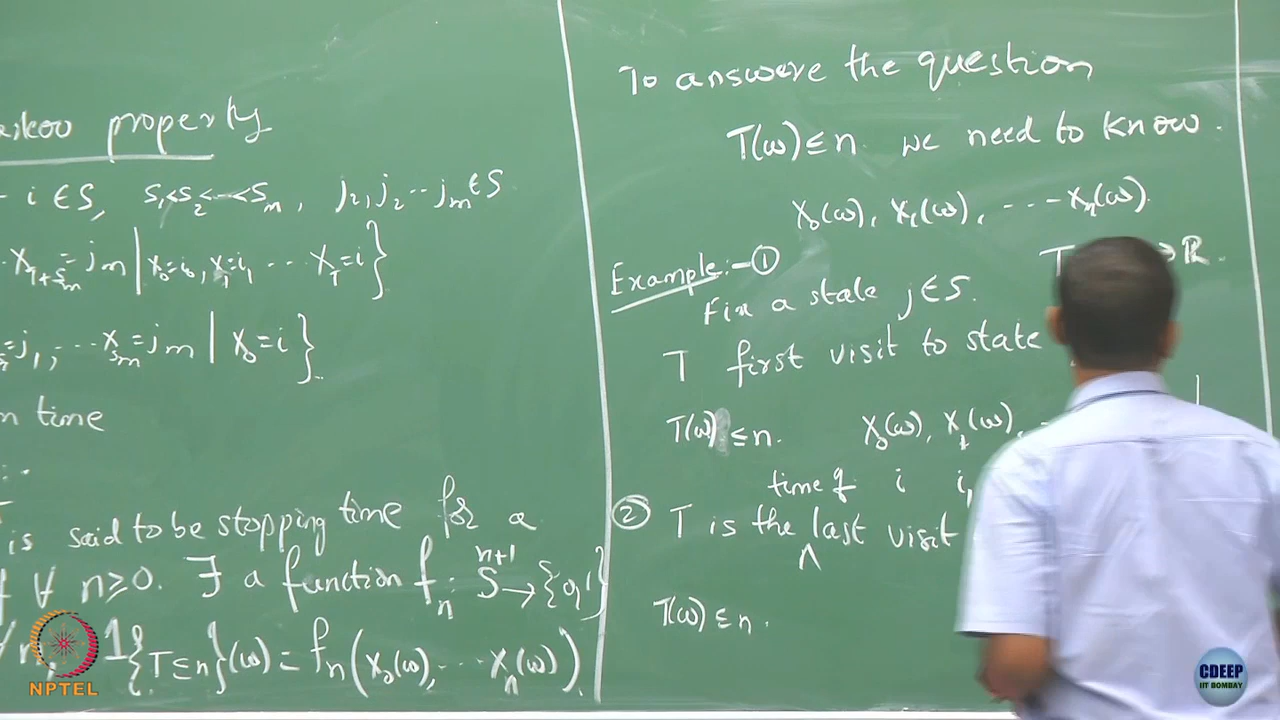 property
i ∈ S, s₁<s₂<--<sₘ, j₁, j₂ -- jₘ ∈ S
X_{T+sₘ} = jₘ | X₀=i₀, X₁=i₁ ··· X_T=i}
=j₁, ··· X_{sₘ}=jₘ | X₀=i}
time
is said to be stopping time for a
∀ n≥0. ∃ a function fₙ: S^{n+1} → {0,1}
n, 1{T≤n}(ω) = fₙ(X₀(ω), ··· Xₙ(ω))
To answere the question
T(ω) ≤ n we need to know.
X₀(ω), X₁(ω), ---- Xₙ(ω).
T → ℝ.
Example:- ①
Fix a state j ∈ S.
T first visit to state
T(ω) ≤ n. X₀(ω), X₁(ω),
time of i i₁
② T is the last visit
T(ω) ≤ n.
NPTEL
CDEEP
IIT BOMBAY